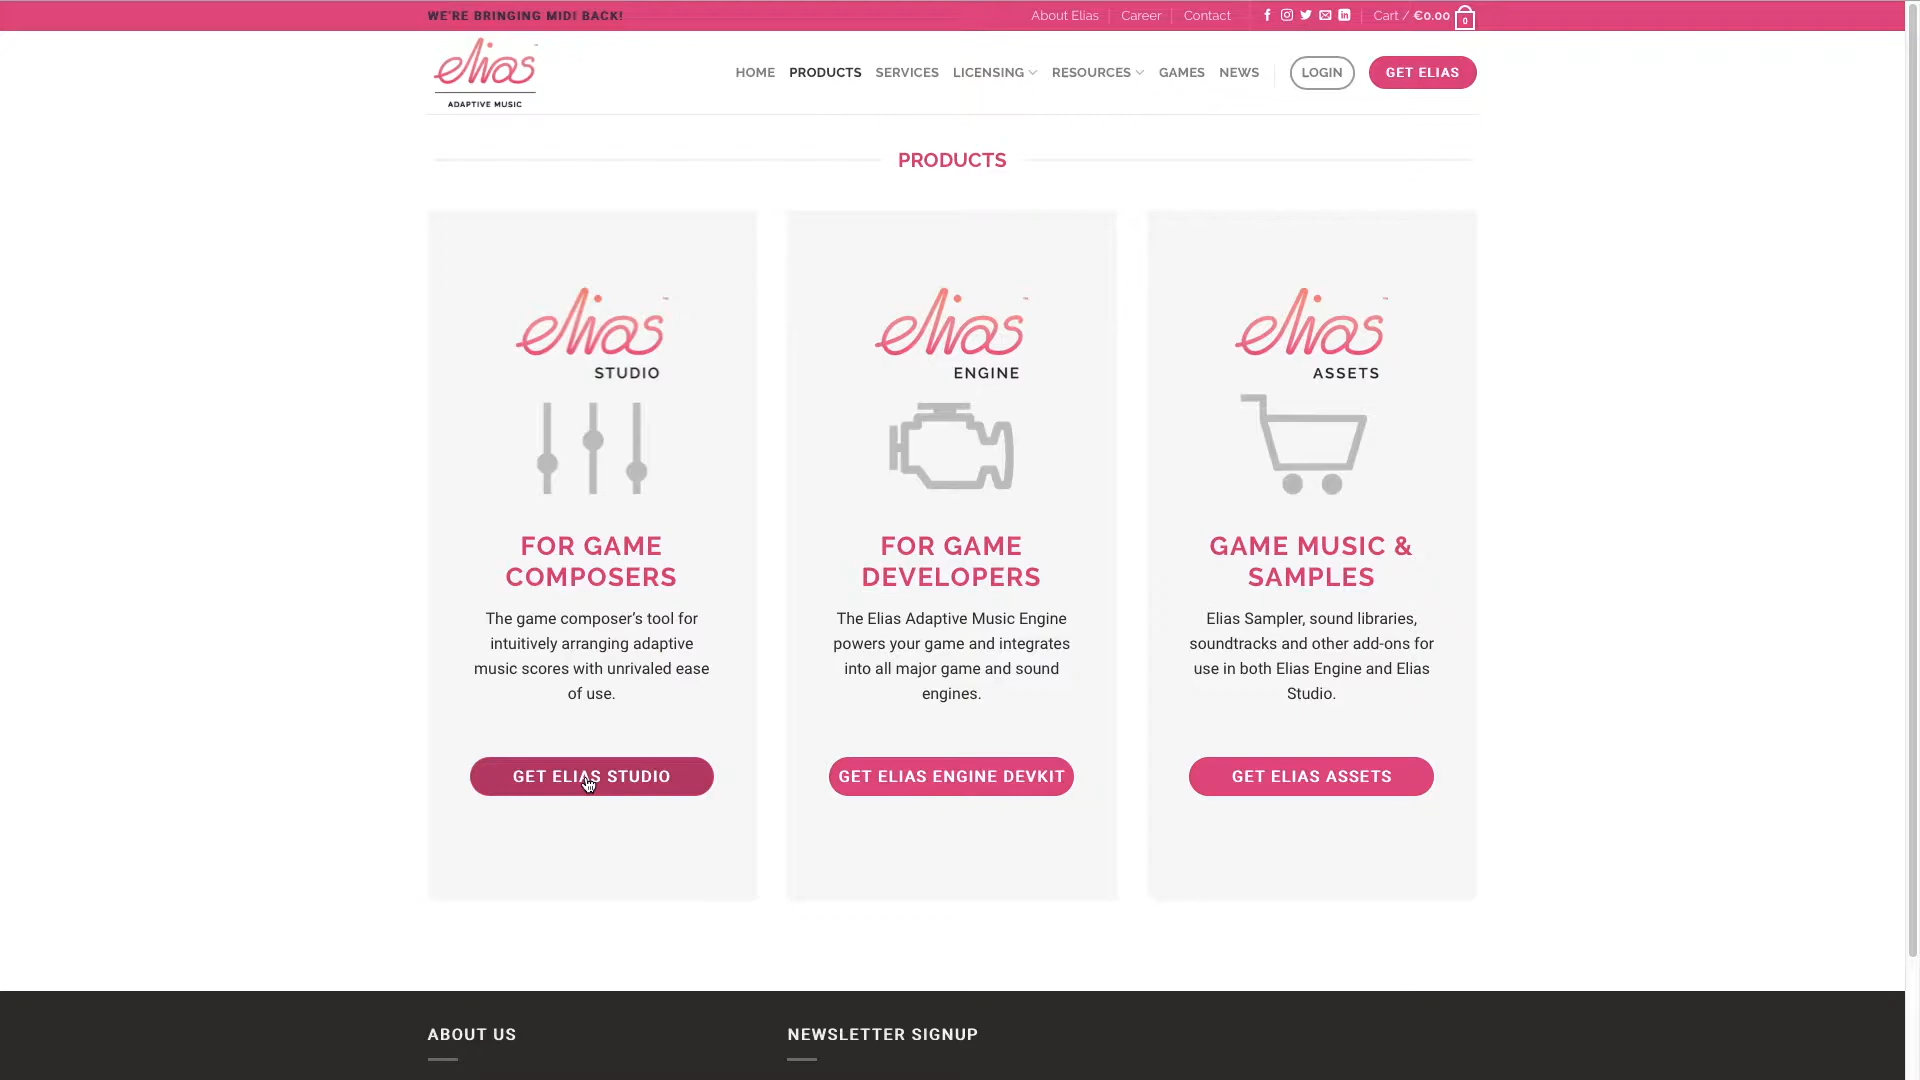 WE'RE BRINGING MIDI BACK!
About Elias
Career
Contact
Cart / €0.00
0
elias
ADAPTIVE MUSIC
HOME
PRODUCTS
SERVICES
LICENSING
RESOURCES
GAMES
NEWS
LOGIN
GET ELIAS
PRODUCTS
elias
STUDIO
FOR GAME
COMPOSERS
The game composer’s tool for
intuitively arranging adaptive
music scores with unrivaled ease
of use.
GET ELIAS STUDIO
elias
ENGINE
FOR GAME
DEVELOPERS
The Elias Adaptive Music Engine
powers your game and integrates
into all major game and sound
engines.
GET ELIAS ENGINE DEVKIT
elias
ASSETS
GAME MUSIC &
SAMPLES
Elias Sampler, sound libraries,
soundtracks and other add-ons for
use in both Elias Engine and Elias
Studio.
GET ELIAS ASSETS
ABOUT US
NEWSLETTER SIGNUP